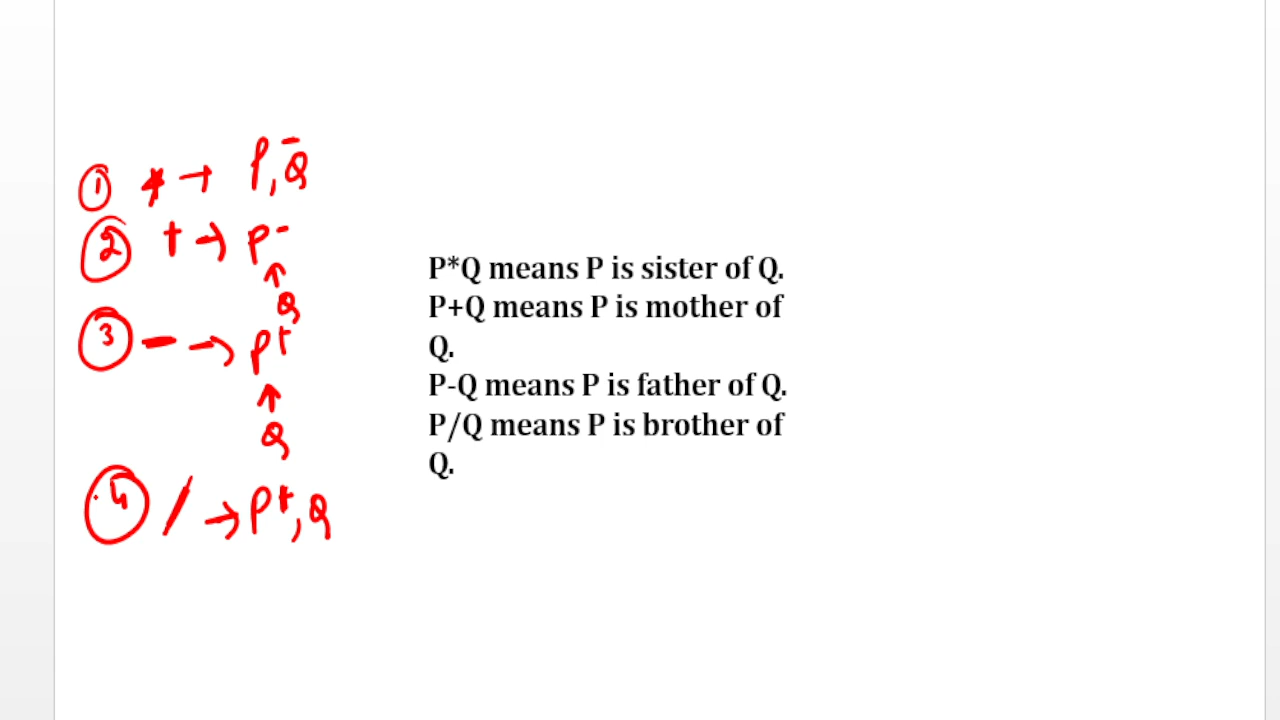 ① * → P, Q̄
② + → P -
↑
Q
③ - → P +
↑
Q
④ / → P +, Q
P*Q means P is sister of Q.
P+Q means P is mother of
Q.
P-Q means P is father of Q.
P/Q means P is brother of
Q.